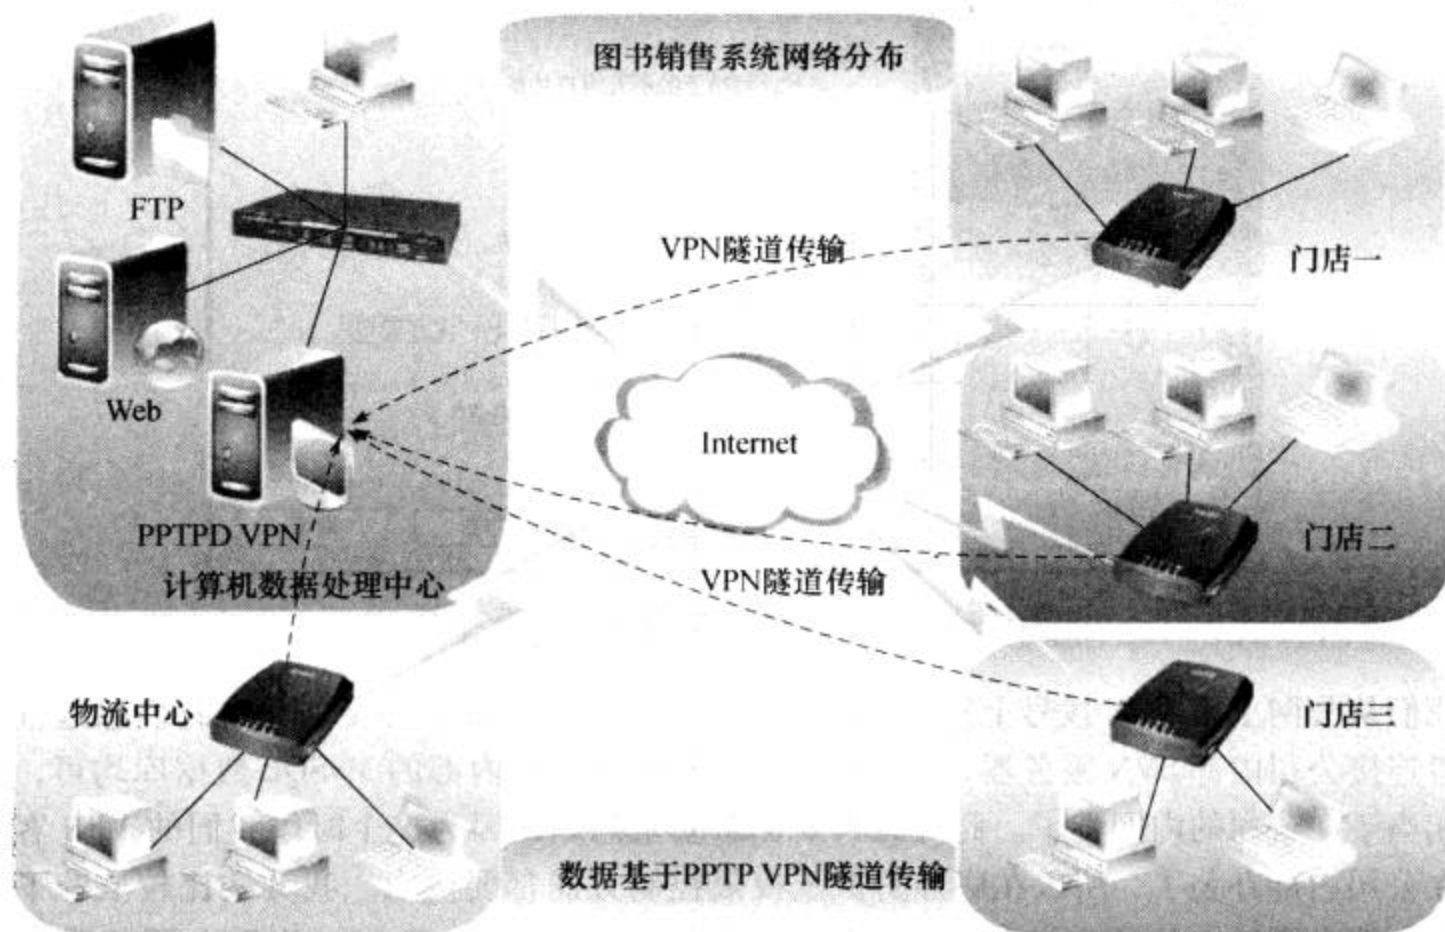 图书销售系统网络分布
FTP
Web
PPTPD VPN
计算机数据处理中心
VPN隧道传输
门店一
Internet
门店二
VPN隧道传输
物流中心
门店三
数据基于PPTP VPN隧道传输